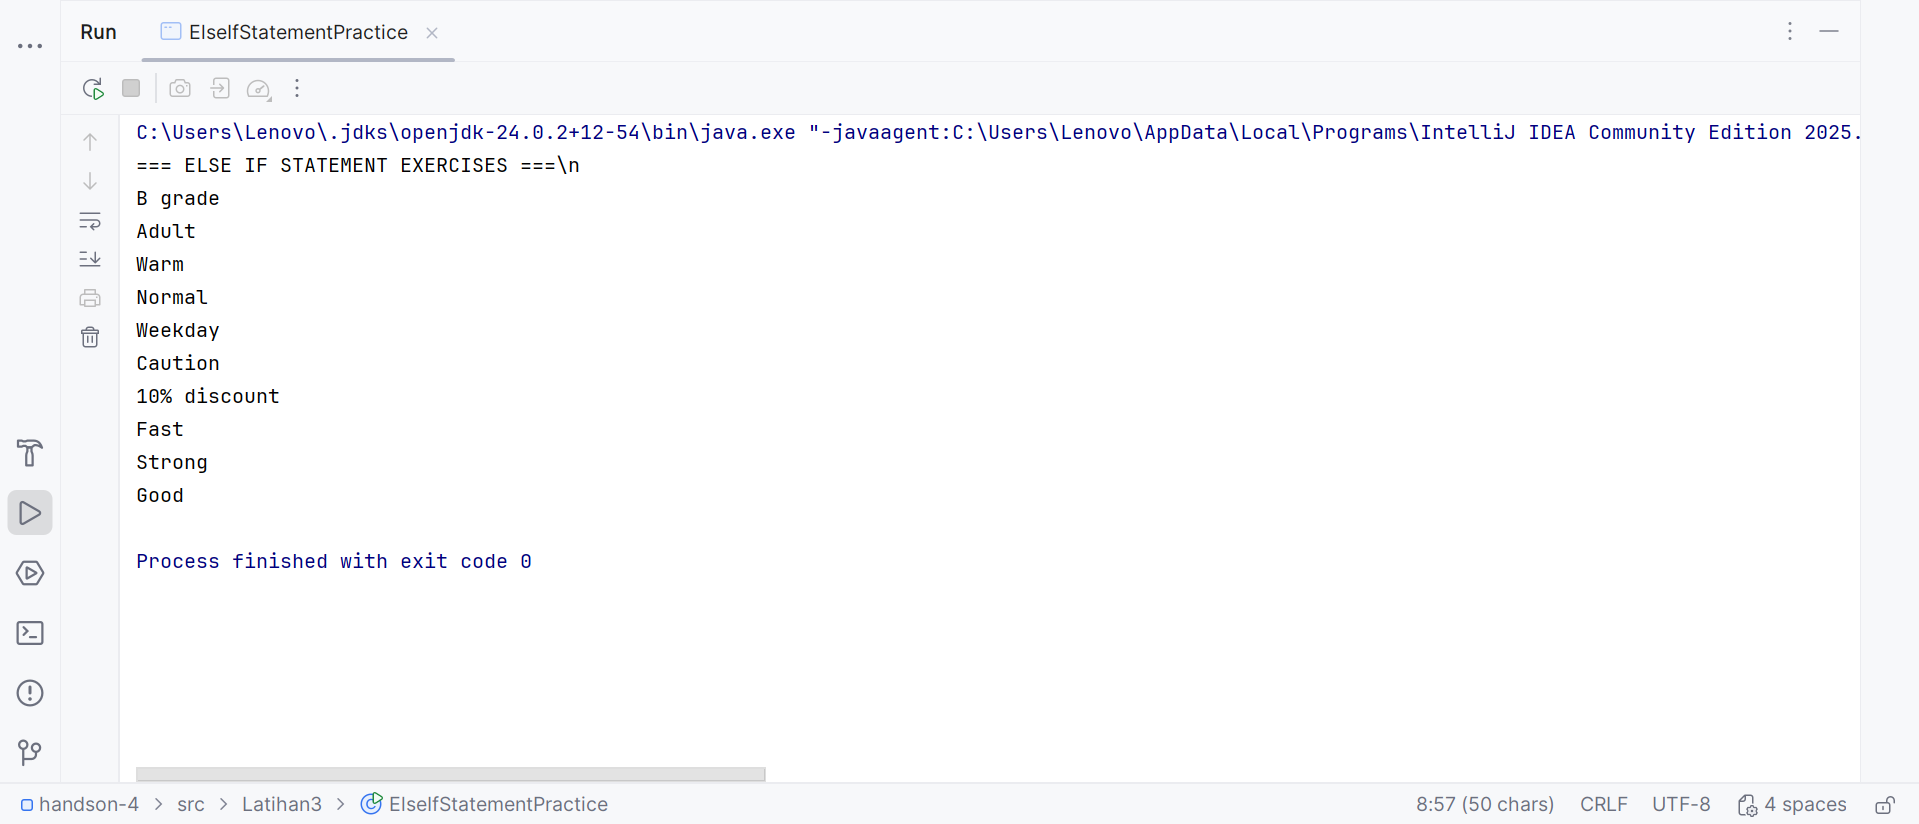 Run ElseIfStatementPractice
C:\Users\Lenovo\.jdks\openjdk-24.0.2+12-54\bin\java.exe "-javaagent:C:\Users\Lenovo\AppData\Local\Programs\IntelliJ IDEA Community Edition 2025.
=== ELSE IF STATEMENT EXERCISES ===\n
B grade
Adult
Warm
Normal
Weekday
Caution
10% discount
Fast
Strong
Good
Process finished with exit code 0
handson-4 > src > Latihan3 > ElseIfStatementPractice 8:57 (50 chars) CRLF UTF-8 4 spaces